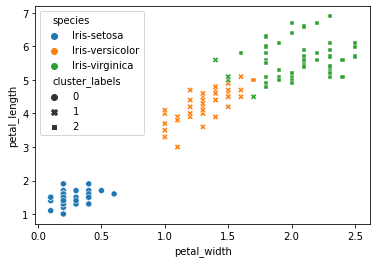 species
Iris-setosa
Iris-versicolor
Iris-virginica
cluster_labels
0
1
2
petal_length
7
6
5
4
3
2
1
0.0 0.5 1.0 1.5 2.0 2.5
petal_width